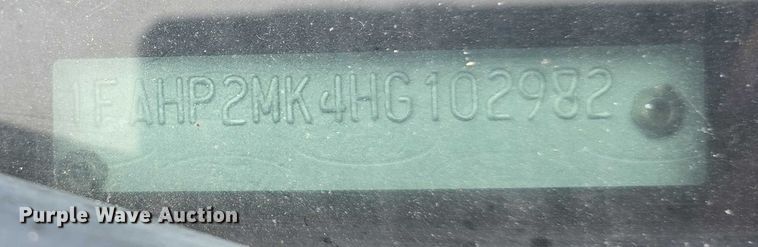 1FAHP2MK4HG102982
Purple Wave Auction